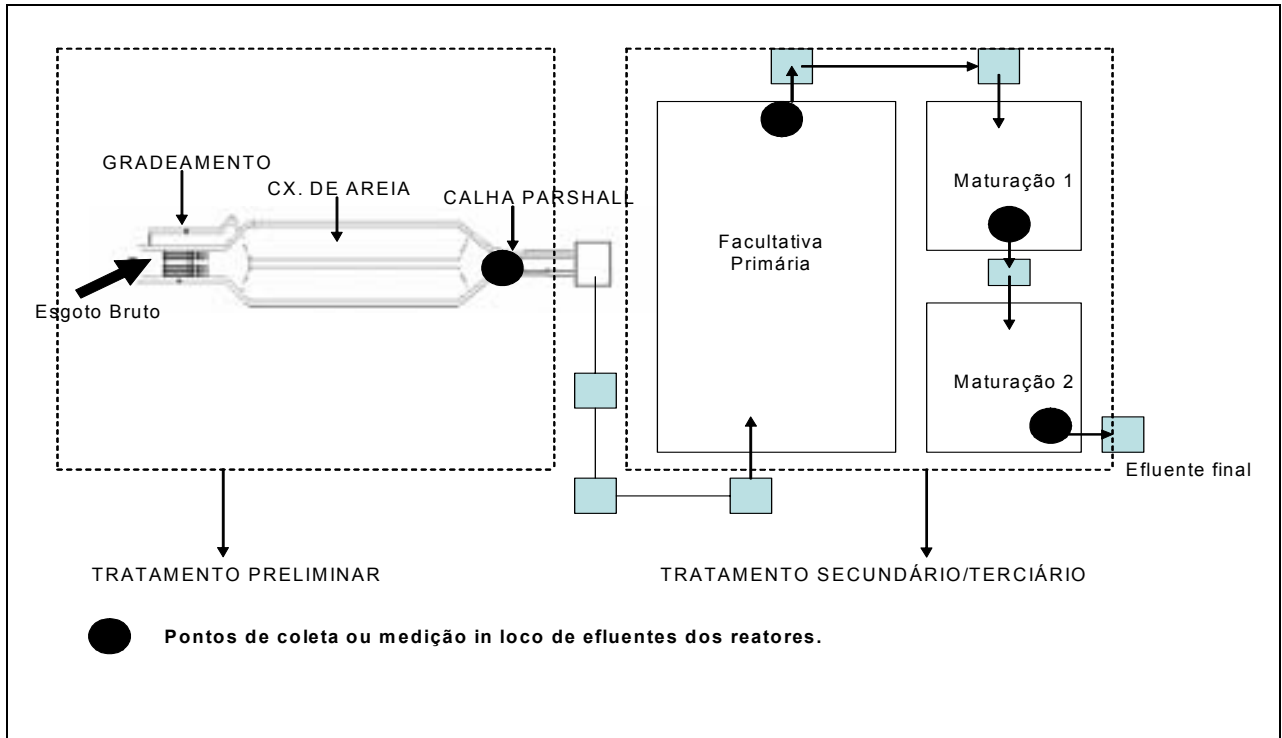 GRADEAMENTO
CX. DE AREIA
CALHA PARSHALL
Esgoto Bruto
Facultativa
Primária
Maturação 1
Maturação 2
Efluente final
TRATAMENTO PRELIMINAR
TRATAMENTO SECUNDÁRIO/TERCIÁRIO
Pontos de coleta ou medição in loco de efluentes dos reatores.